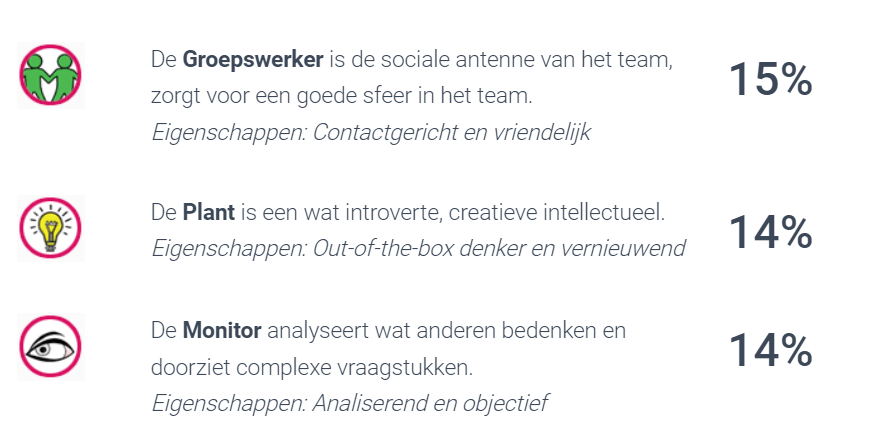 De Groepswerker is de sociale antenne van het team,
zorgt voor een goede sfeer in het team.
Eigenschappen: Contactgericht en vriendelijk
15%
De Plant is een wat introverte, creatieve intellectueel.
Eigenschappen: Out-of-the-box denker en vernieuwend
14%
De Monitor analyseert wat anderen bedenken en
doorziet complexe vraagstukken.
Eigenschappen: Analiserend en objectief
14%